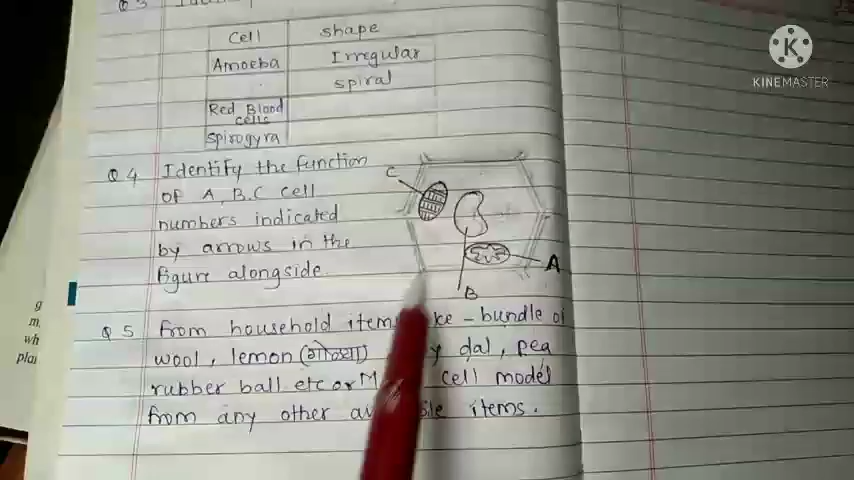 Q 3
Cell shape
Amoeba Irregular
spiral
Red Blood cells
Spirogyra
Q 4 Identify the function
of A, B.C cell
numbers indicated
by arrows in the
figure alongside.
C
A
B
Q 5 from household items - bundle of
wool, lemon (गोट्या) dal, pea
rubber ball etc or cell model
from any other items.
KINEMASTER